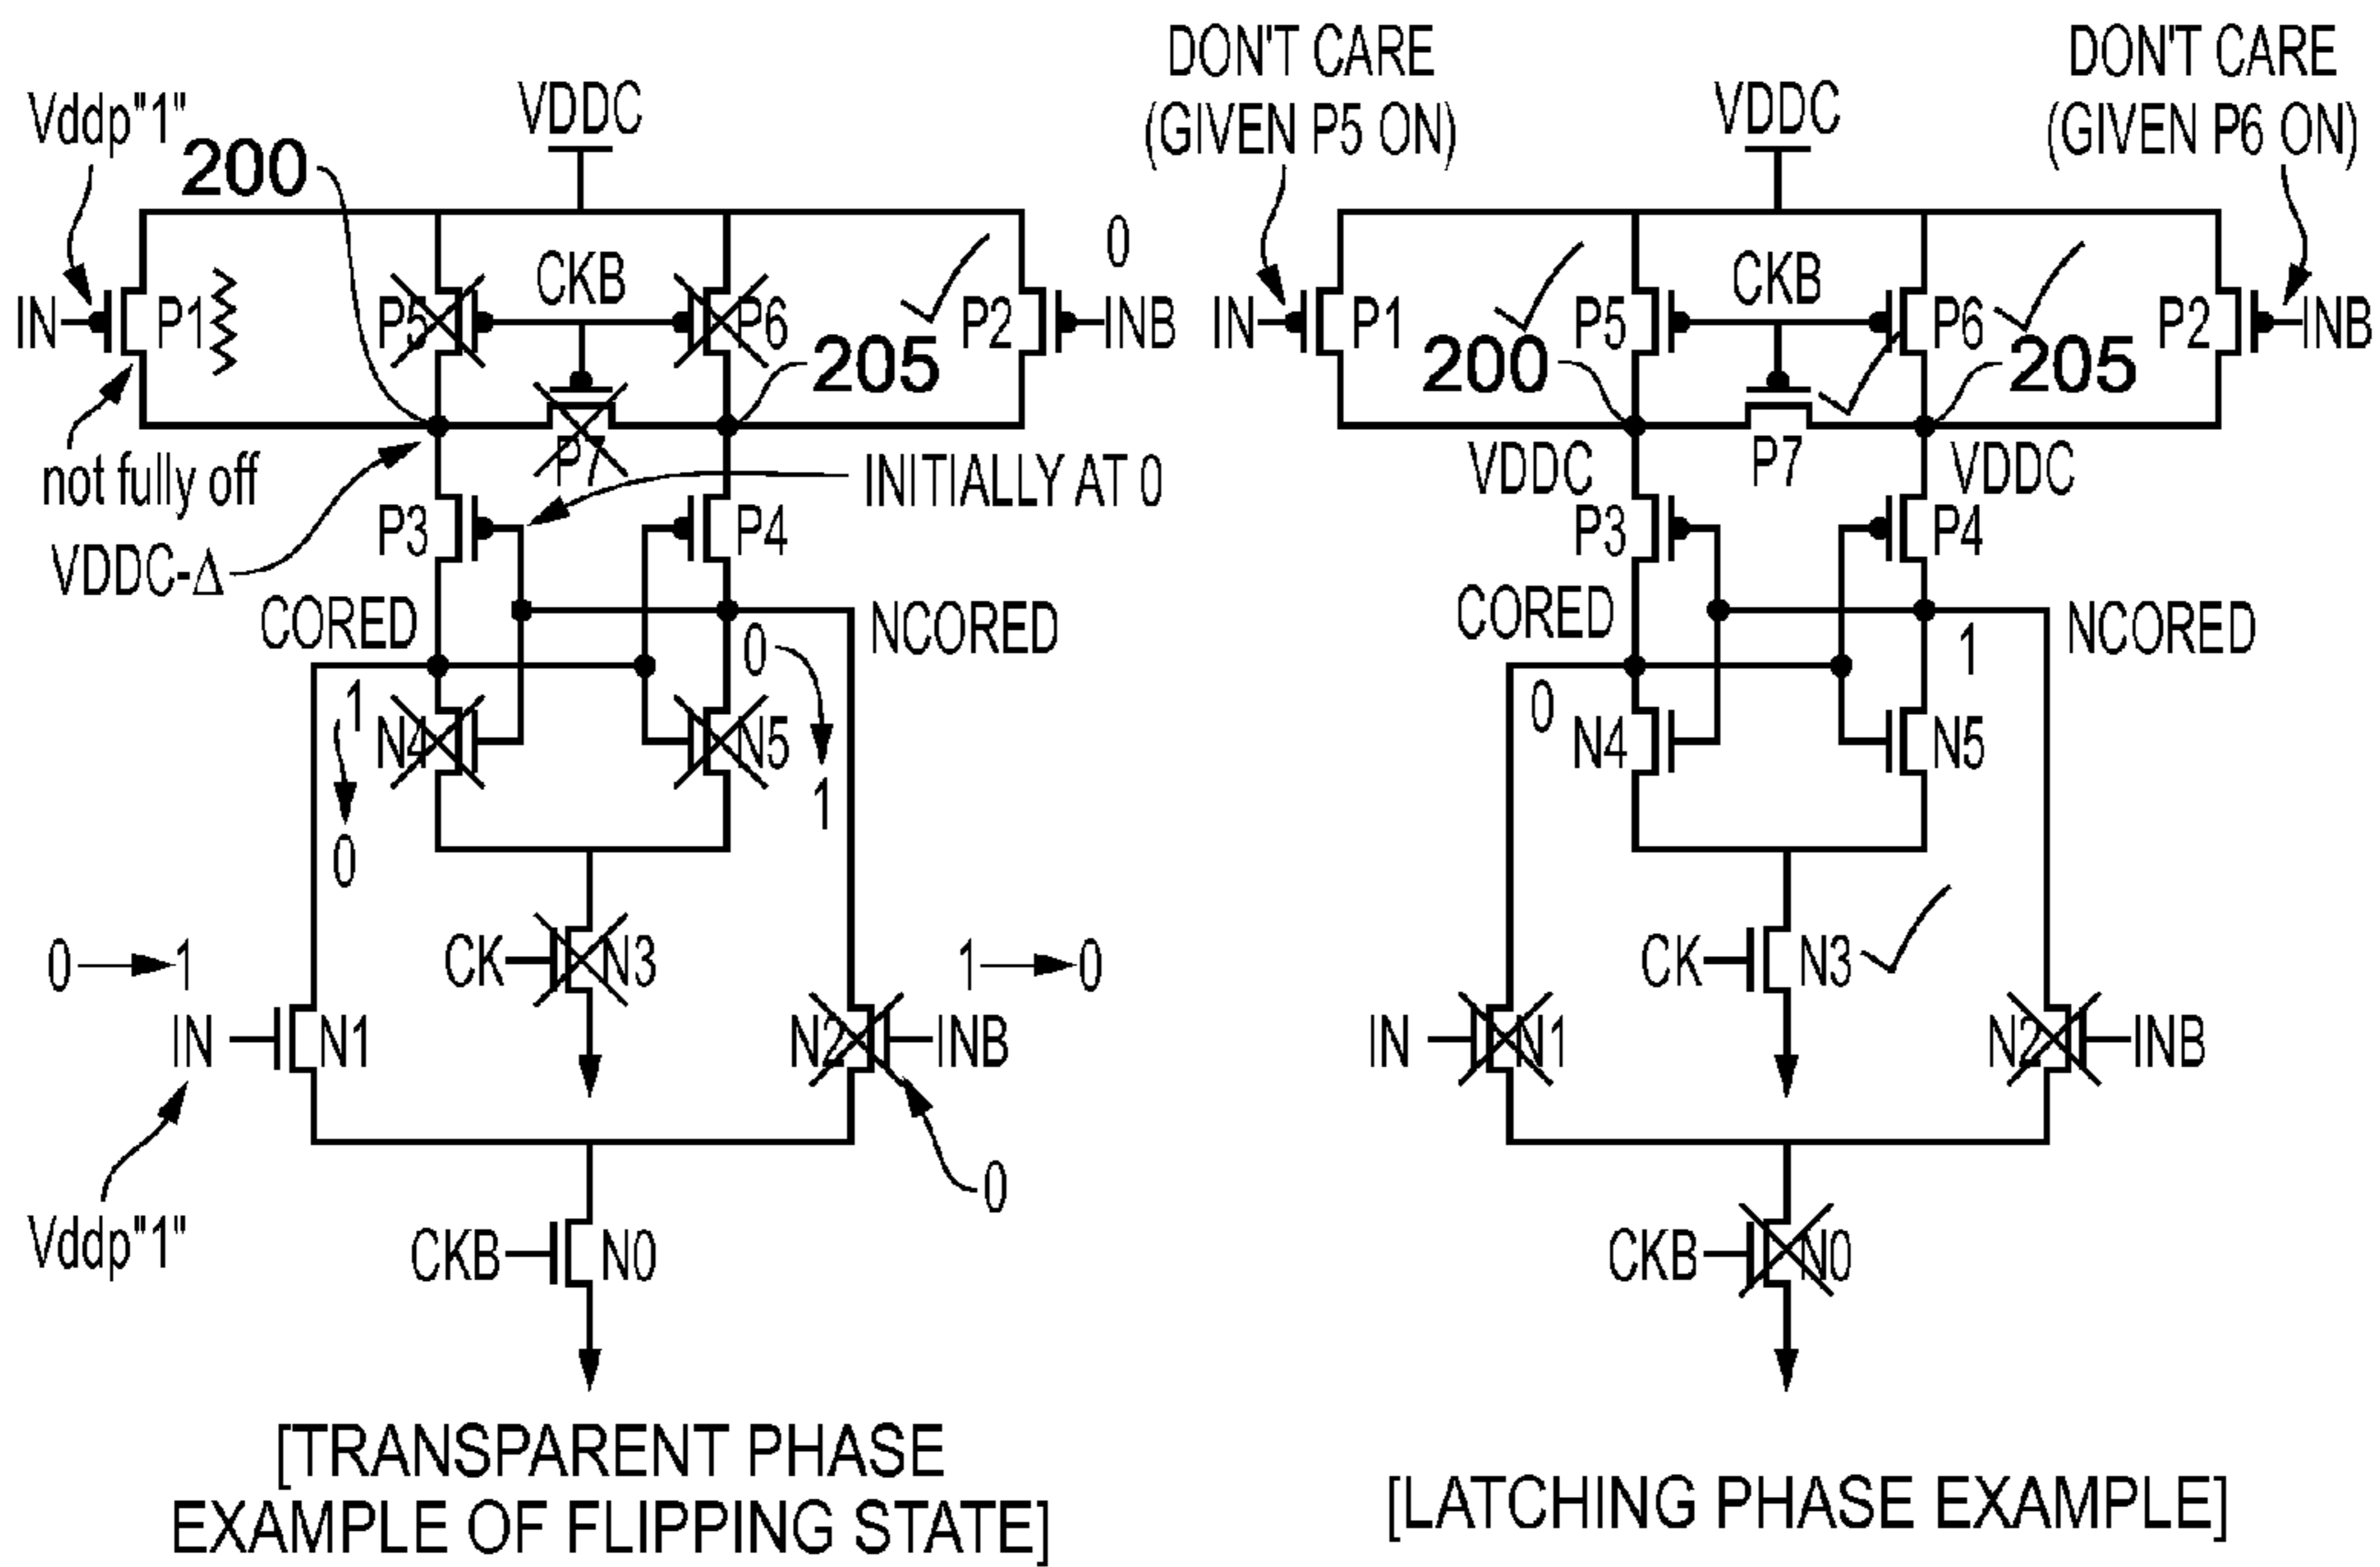 Vddp"1"
200
VDDC
IN
P1
P5
CKB
P6
P2
0
INB
205
P7
not fully off
VDDC-Δ
INITIALLY AT 0
P3
P4
CORED
NCORED
1
0
0
1
N4
N5
CK
N3
0
1
1
0
IN
N1
N2
INB
Vddp"1"
0
CKB
N0
[TRANSPARENT PHASE
EXAMPLE OF FLIPPING STATE]
DON'T CARE
(GIVEN P5 ON)
VDDC
DON'T CARE
(GIVEN P6 ON)
IN
P1
P5
CKB
P6
P2
INB
200
205
VDDC
P7
VDDC
P3
P4
CORED
NCORED
0
1
N4
N5
CK
N3
IN
N1
N2
INB
CKB
N0
[LATCHING PHASE EXAMPLE]